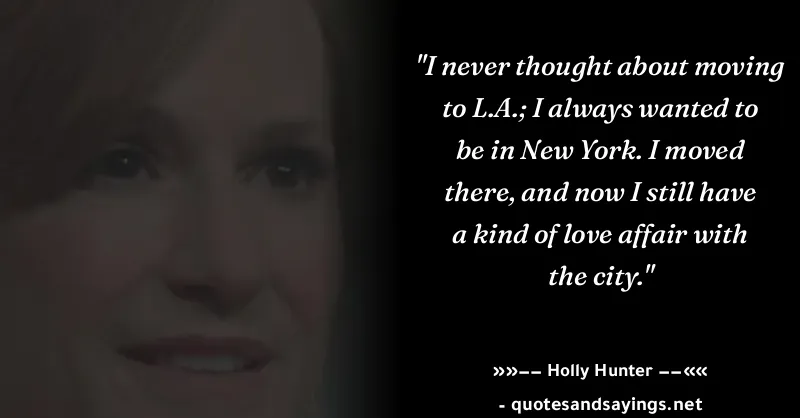 "I never thought about moving
to L.A.; I always wanted to
be in New York. I moved
there, and now I still have
a kind of love affair with
the city."
»»−− Holly Hunter −−««
- quotesandsayings.net